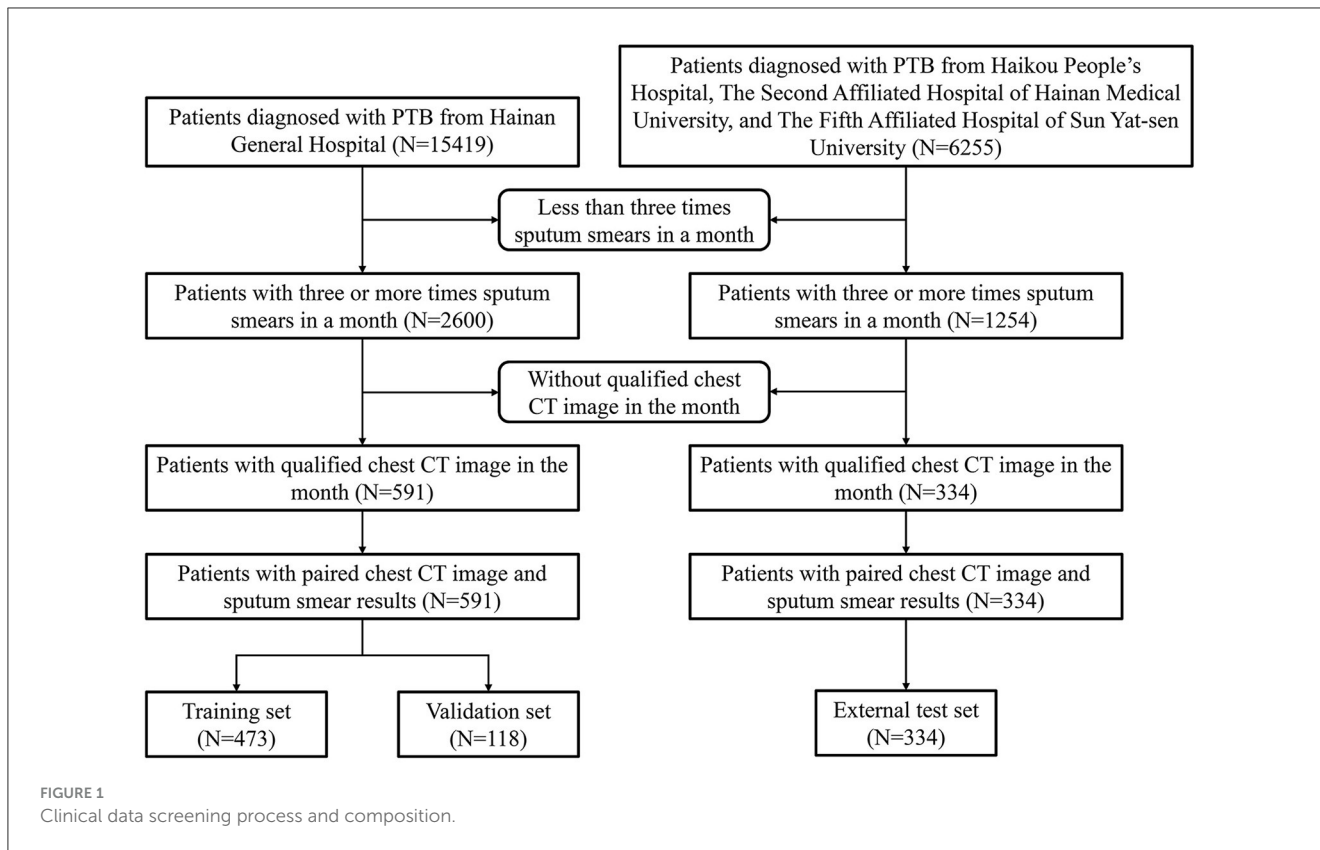 Patients diagnosed with PTB from Hainan
General Hospital (N=15419)
Patients diagnosed with PTB from Haikou People's
Hospital, The Second Affiliated Hospital of Hainan Medical
University, and The Fifth Affiliated Hospital of Sun Yat-sen
University (N=6255)
Less than three times
sputum smears in a month
Patients with three or more times sputum
smears in a month (N=2600)
Patients with three or more times sputum
smears in a month (N=1254)
Without qualified chest
CT image in the month
Patients with qualified chest CT image in the
month (N=591)
Patients with qualified chest CT image in the
month (N=334)
Patients with paired chest CT image and
sputum smear results (N=591)
Patients with paired chest CT image and
sputum smear results (N=334)
Training set
(N=473)
Validation set
(N=118)
External test set
(N=334)
FIGURE 1
Clinical data screening process and composition.